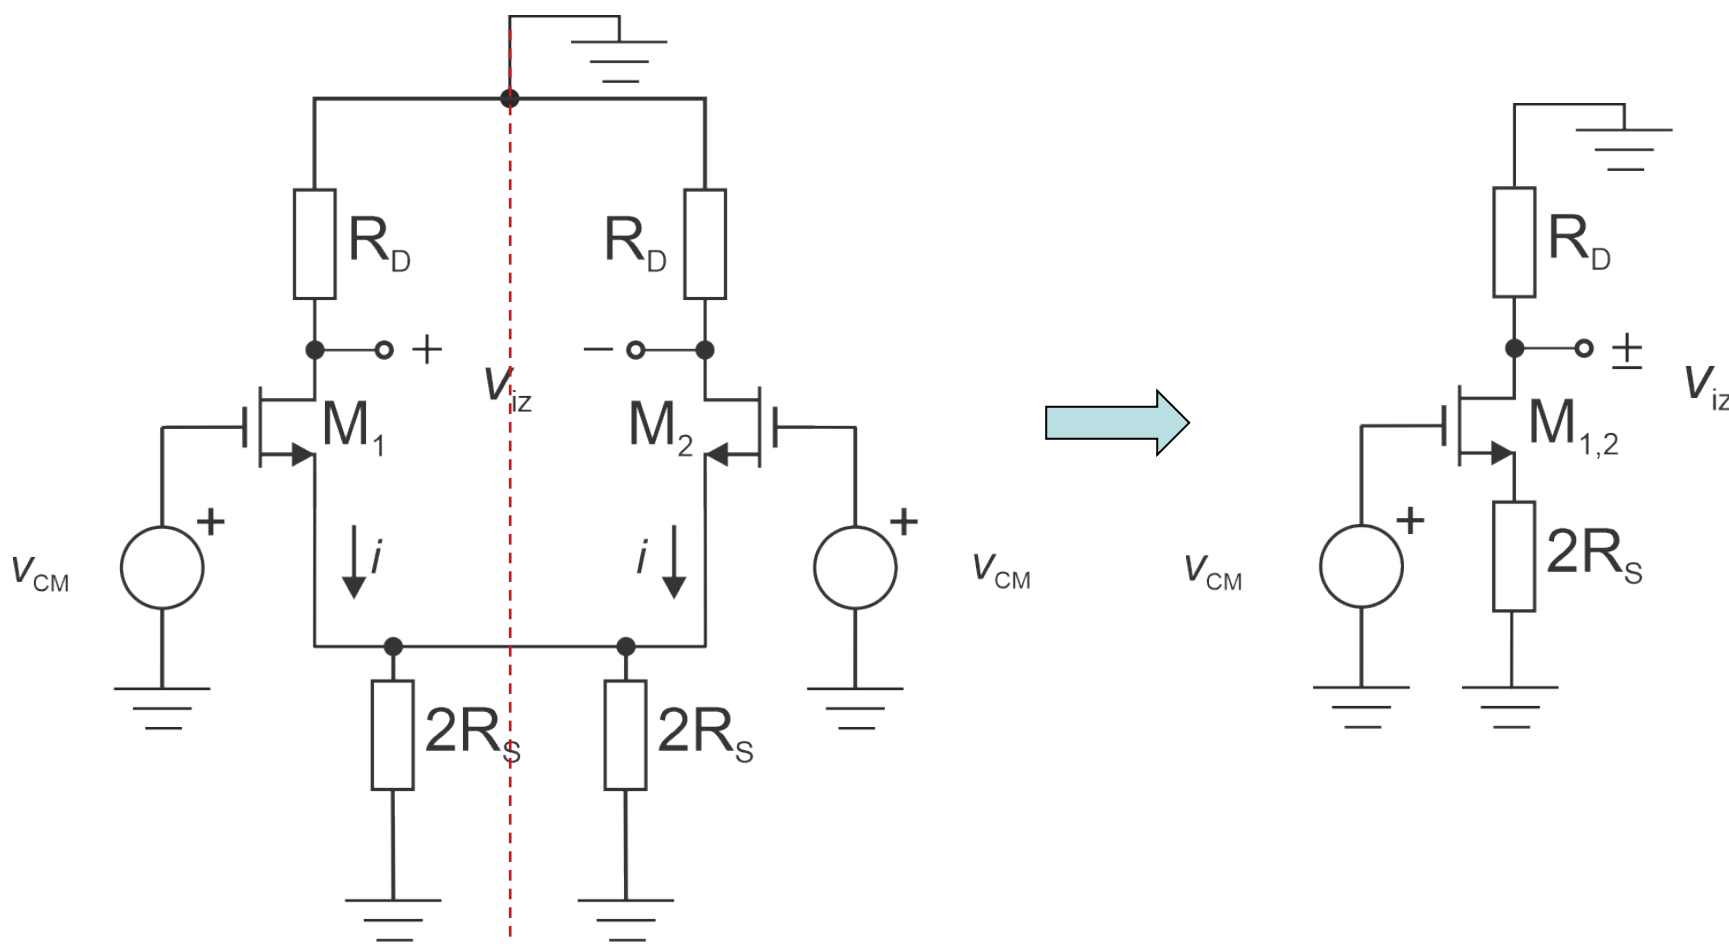 R_D
R_D
R_D
+
−
±
v_iz
v_iz
M_1
M_2
M_1,2
+
+
+
i
i
v_CM
v_CM
v_CM
2R_S
2R_S
2R_S